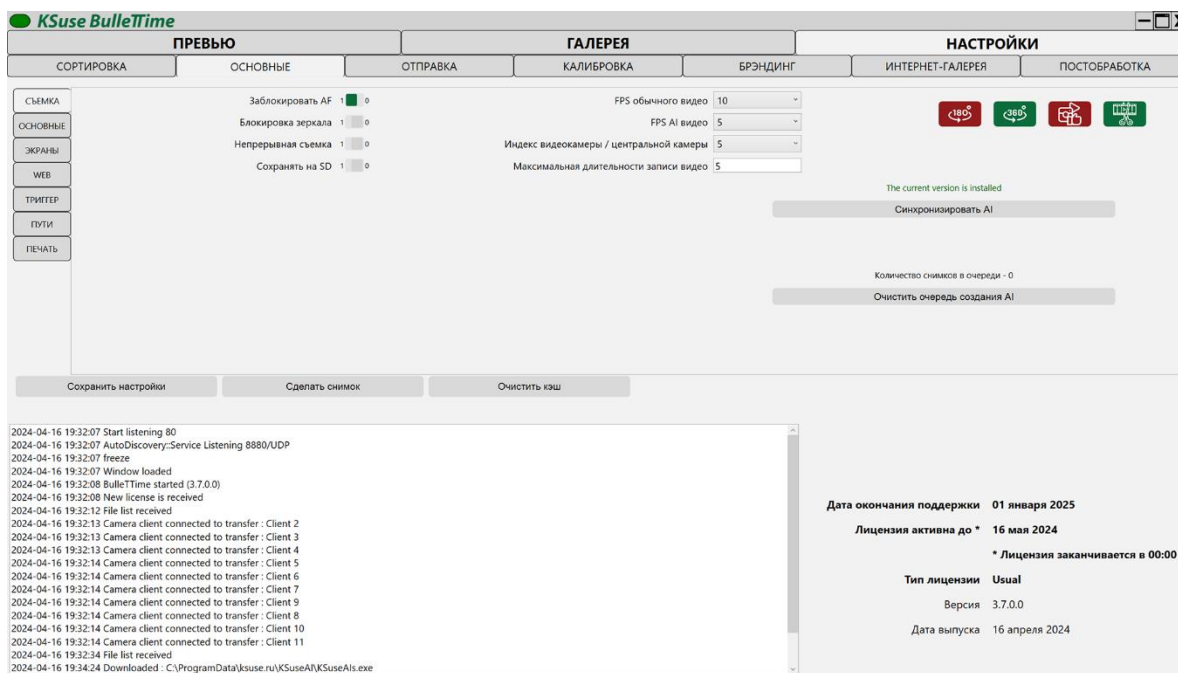 KSuse BulleTTime
ПРЕВЬЮ ГАЛЕРЕЯ НАСТРОЙКИ
СОРТИРОВКА ОСНОВНЫЕ ОТПРАВКА КАЛИБРОВКА БРЭНДИНГ ИНТЕРНЕТ-ГАЛЕРЕЯ ПОСТОБРАБОТКА
СЪЕМКА
ОСНОВНЫЕ
ЭКРАНЫ
WEB
ТРИГГЕР
ПУТИ
ПЕЧАТЬ
Заблокировать AF 1 0
Блокировка зеркала 1 0
Непрерывная съемка 1 0
Сохранять на SD 1 0
FPS обычного видео 10
FPS AI видео 5
Индекс видеокамеры / центральной камеры 5
Максимальная длительности записи видео 5
180 360
The current version is installed
Синхронизировать AI
Количество снимков в очереди - 0
Очистить очередь создания AI
Сохранить настройки Сделать снимок Очистить кэш
2024-04-16 19:32:07 Start listening 80
2024-04-16 19:32:07 AutoDiscovery::Service Listening 8880/UDP
2024-04-16 19:32:07 freeze
2024-04-16 19:32:07 Window loaded
2024-04-16 19:32:08 BulleTTime started (3.7.0.0)
2024-04-16 19:32:08 New license is received
2024-04-16 19:32:12 File list received
2024-04-16 19:32:13 Camera client connected to transfer : Client 2
2024-04-16 19:32:13 Camera client connected to transfer : Client 3
2024-04-16 19:32:13 Camera client connected to transfer : Client 4
2024-04-16 19:32:14 Camera client connected to transfer : Client 5
2024-04-16 19:32:14 Camera client connected to transfer : Client 6
2024-04-16 19:32:14 Camera client connected to transfer : Client 7
2024-04-16 19:32:14 Camera client connected to transfer : Client 9
2024-04-16 19:32:14 Camera client connected to transfer : Client 8
2024-04-16 19:32:14 Camera client connected to transfer : Client 10
2024-04-16 19:32:14 Camera client connected to transfer : Client 11
2024-04-16 19:32:34 File list received
2024-04-16 19:34:24 Downloaded : C:\ProgramData\ksuse.ru\KSuseAI\KSuseAIs.exe
Дата окончания поддержки 01 января 2025
Лицензия активна до * 16 мая 2024
* Лицензия заканчивается в 00:00
Тип лицензии Usual
Версия 3.7.0.0
Дата выпуска 16 апреля 2024